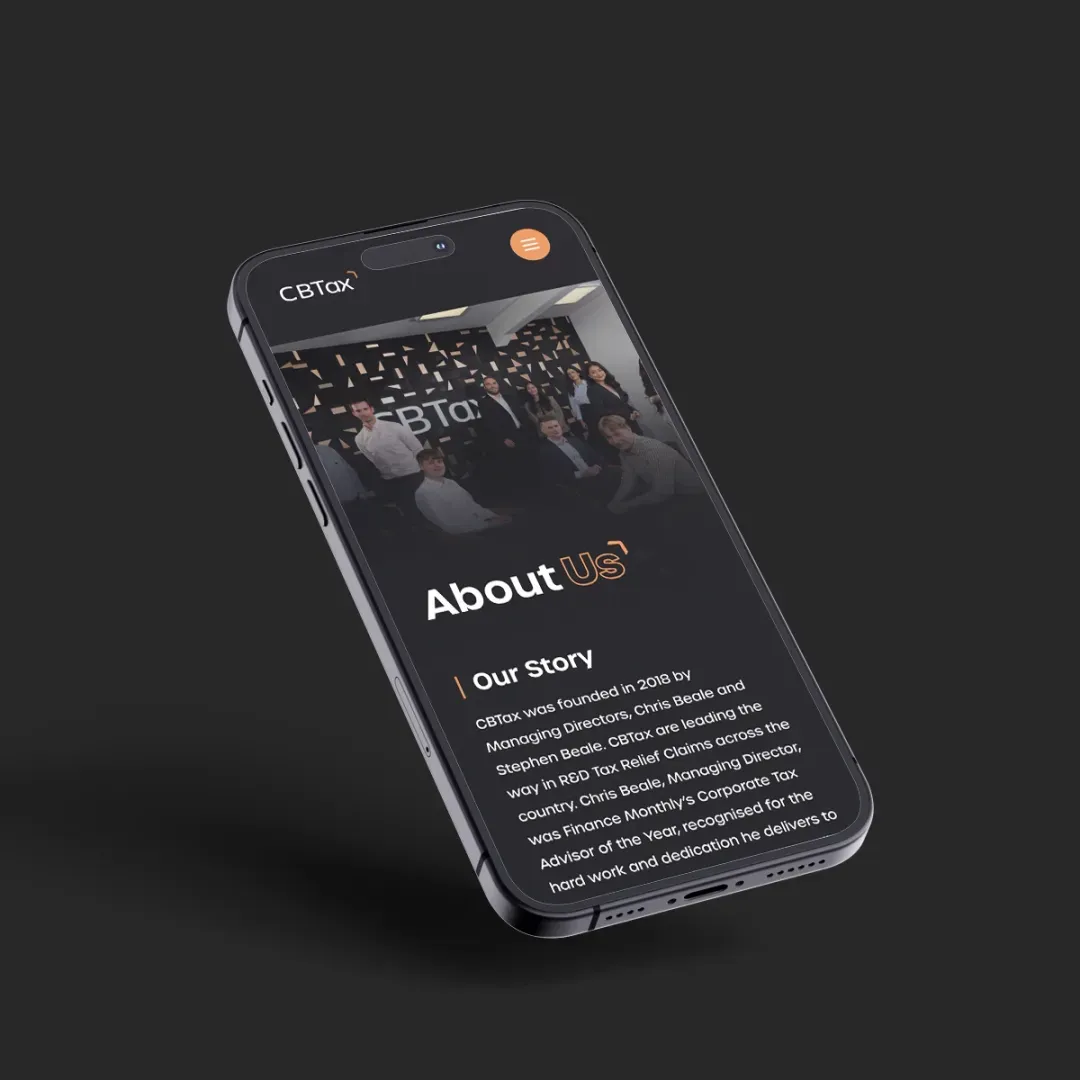 CBTax
CBTax
About Us
Our Story
CBTax was founded in 2018 by
Managing Directors, Chris Beale and
Stephen Beale. CBTax are leading the
way in R&D Tax Relief Claims across the
country. Chris Beale, Managing Director,
was Finance Monthly's Corporate Tax
Advisor of the Year, recognised for the
hard work and dedication he delivers to